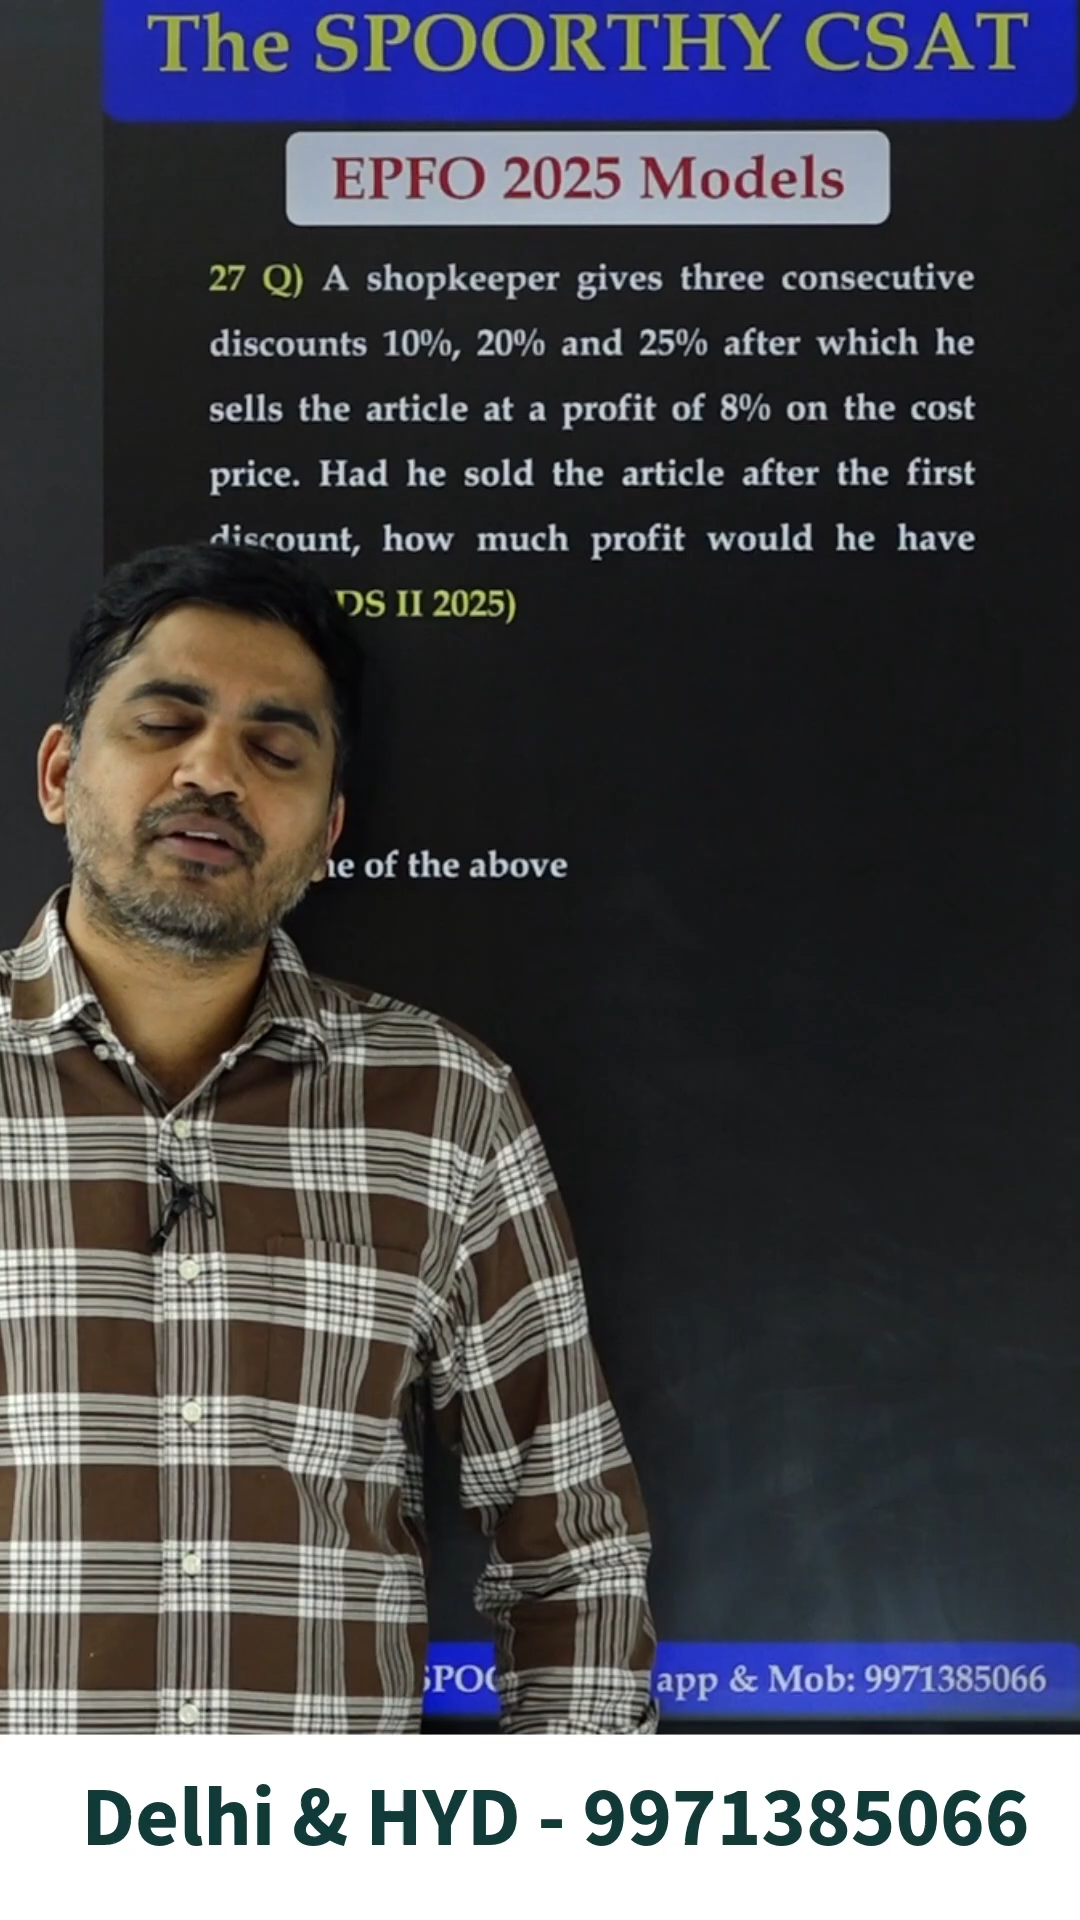 The SPOORTHY CSAT
EPFO 2025 Models
27 Q) A shopkeeper gives three consecutive
discounts 10%, 20% and 25% after which he
sells the article at a profit of 8% on the cost
price. Had he sold the article after the first
discount, how much profit would he have
DS II 2025)
of the above
app & Mob: 9971385066
Delhi & HYD - 9971385066